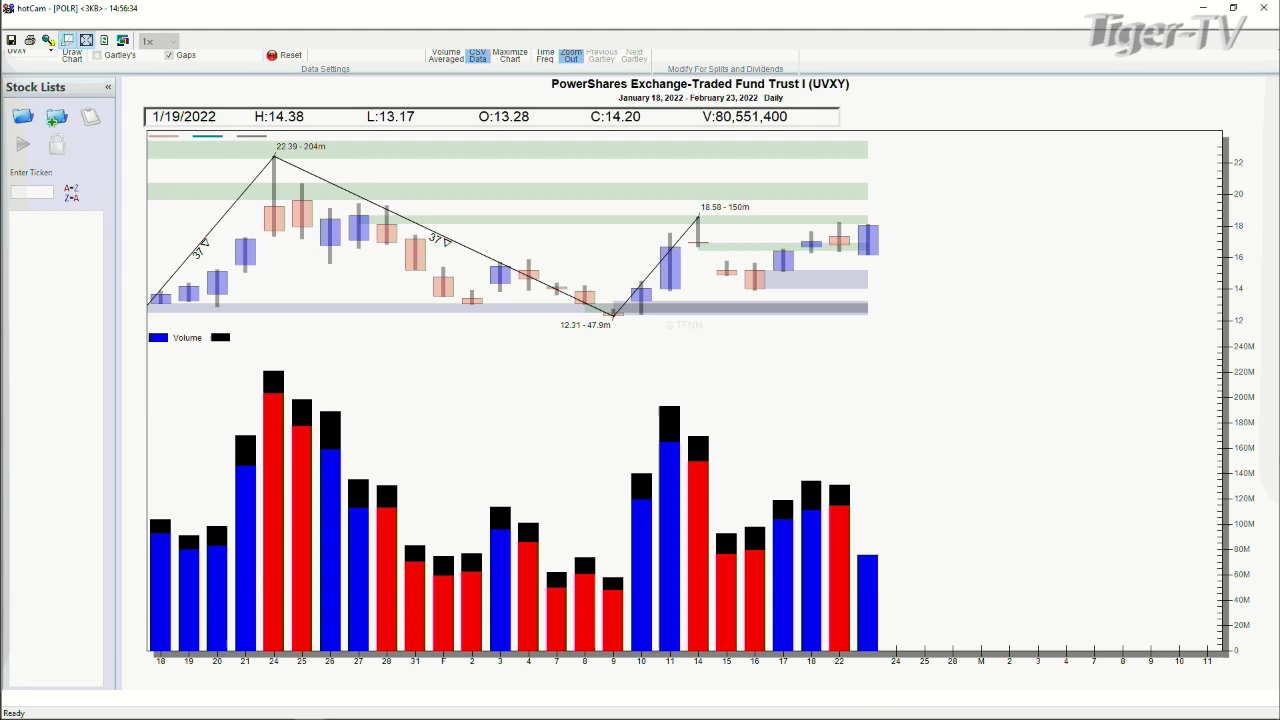 hotCam - [POLR] <3KB> - 14:56:34
Tiger-TV
1x
UVXY
Draw Chart
Gartley's
Gaps
Reset
Volume Averaged
CSV Data
Maximize Chart
Time Freq
Zoom Out
Previous Gartley
Next Gartley
Data Settings
Modify For Splits and Dividends
Stock Lists «
Enter Ticker:
A=Z
Z=A
PowerShares Exchange-Traded Fund Trust I (UVXY)
January 18, 2022 - February 23, 2022 Daily
1/19/2022 H:14.38 L:13.17 O:13.28 C:14.20 V:80,551,400
22.39 - 204m
18.58 - 150m
37
37
12.31 - 47.9m
© TFNN
22
20
18
16
14
12
Volume
240M
220M
200M
180M
160M
140M
120M
100M
80M
60M
40M
20M
0
18 19 20 21 24 25 26 27 28 31 F 2 3 4 7 8 9 10 11 14 15 16 17 18 22 24 25 28 M 2 3 4 7 8 9 10 11
Ready